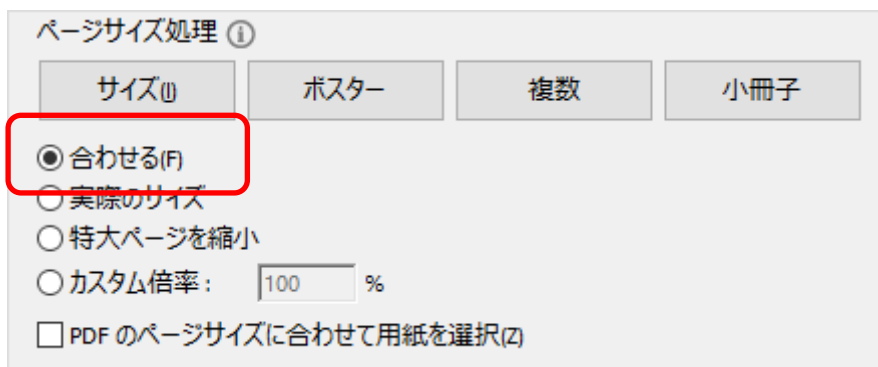 ページサイズ処理 ⓘ
サイズ(I) ポスター 複数 小冊子
合わせる(F)
実際のサイズ
特大ページを縮小
カスタム倍率: 100 %
PDF のページサイズに合わせて用紙を選択(Z)